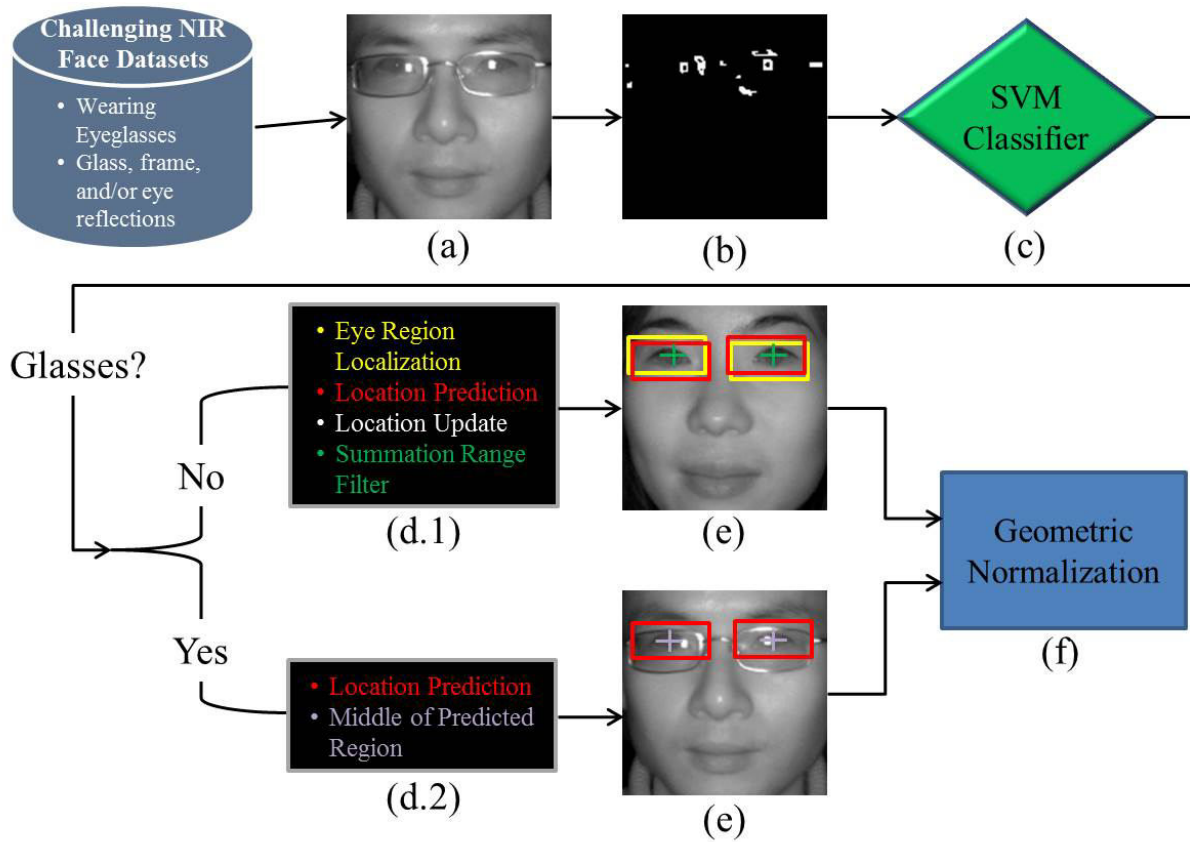 Challenging NIR
Face Datasets
• Wearing
Eyeglasses
• Glass, frame,
and/or eye
reflections
(a)
(b)
SVM
Classifier
(c)
Glasses?
No
Yes
• Eye Region
Localization
• Location Prediction
• Location Update
• Summation Range
Filter
(d.1)
(e)
• Location Prediction
• Middle of Predicted
Region
(d.2)
(e)
Geometric
Normalization
(f)